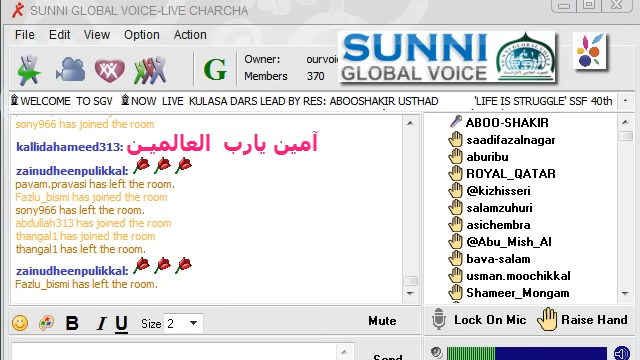 SUNNI GLOBAL VOICE-LIVE CHARCHA
File Edit View Option Action
G
Owner: ourvoi
Members 370
SUNNI
GLOBAL VOICE
WELCOME TO SGV NOW LIVE KULASA DARS LEAD BY RES: ABOOSHAKIR USTHAD 'LIFE IS STRUGGLE' SSF 40th
sony966 has joined the room
kallidahameed313: آمين يارب العالميـن
zainudheenpulikkal:
pavam.pravasi has left the room.
Fazlu_bismi has joined the room
sony966 has left the room.
abdullah313 has joined the room
thangal1 has joined the room
thangal1 has left the room.
zainudheenpulikkal:
Fazlu_bismi has left the room.
ABOO-SHAKIR
saadifazalnagar
aburibu
ROYAL_QATAR
@kizhisseri
salamzuhuri
asichembra
@Abu_Mish_Al
bava-salam
usman.moochikkal
Shameer_Mongam
B I U Size 2 Mute
Lock On Mic Raise Hand
Send